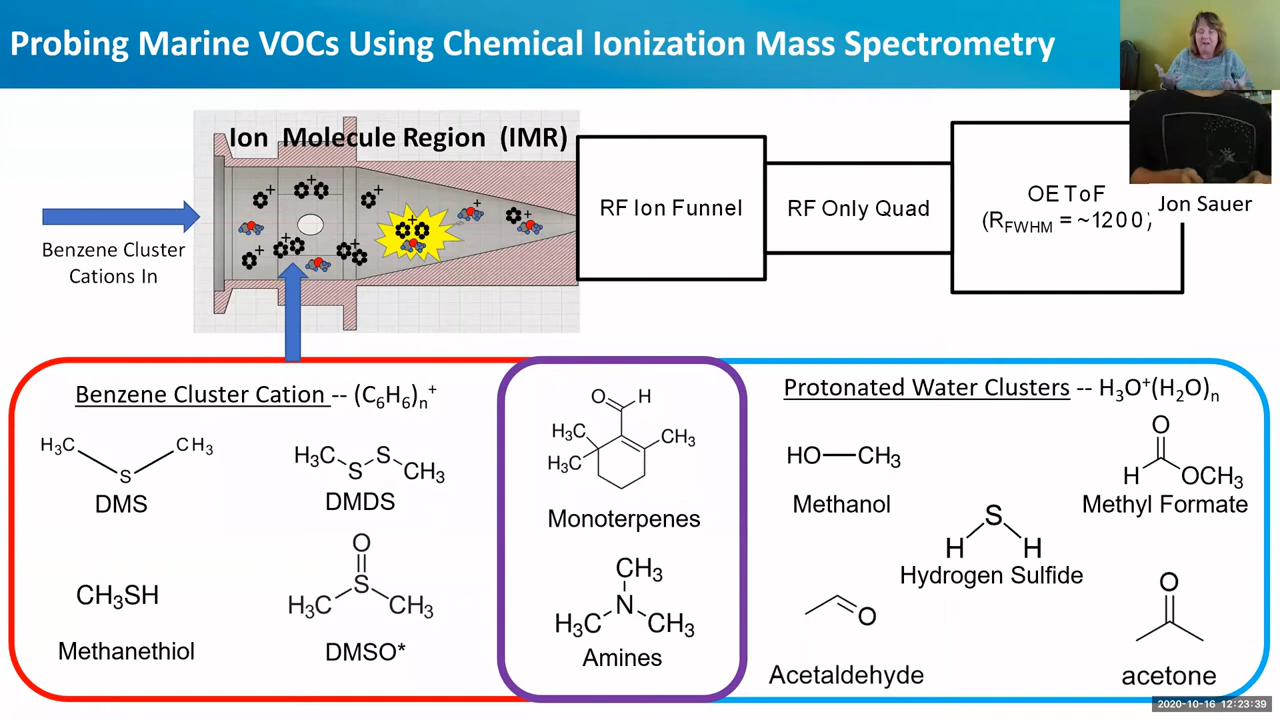 Probing Marine VOCs Using Chemical Ionization Mass Spectrometry
Ion Molecule Region (IMR)
Benzene Cluster
Cations In
RF Ion Funnel
RF Only Quad
OE ToF
(R_FWHM = ~1200)
Jon Sauer
Benzene Cluster Cation -- (C₆H₆)ₙ⁺
H₃C
CH₃
S
DMS
H₃C
S
S
CH₃
DMDS
CH₃SH
Methanethiol
O
S
H₃C
CH₃
DMSO*
O
H
H₃C
CH₃
H₃C
Monoterpenes
CH₃
N
H₃C
CH₃
Amines
Protonated Water Clusters -- H₃O⁺(H₂O)ₙ
HO
CH₃
Methanol
O
H
OCH₃
Methyl Formate
S
H
H
Hydrogen Sulfide
O
Acetaldehyde
O
acetone
2020-10-16 12:23:39